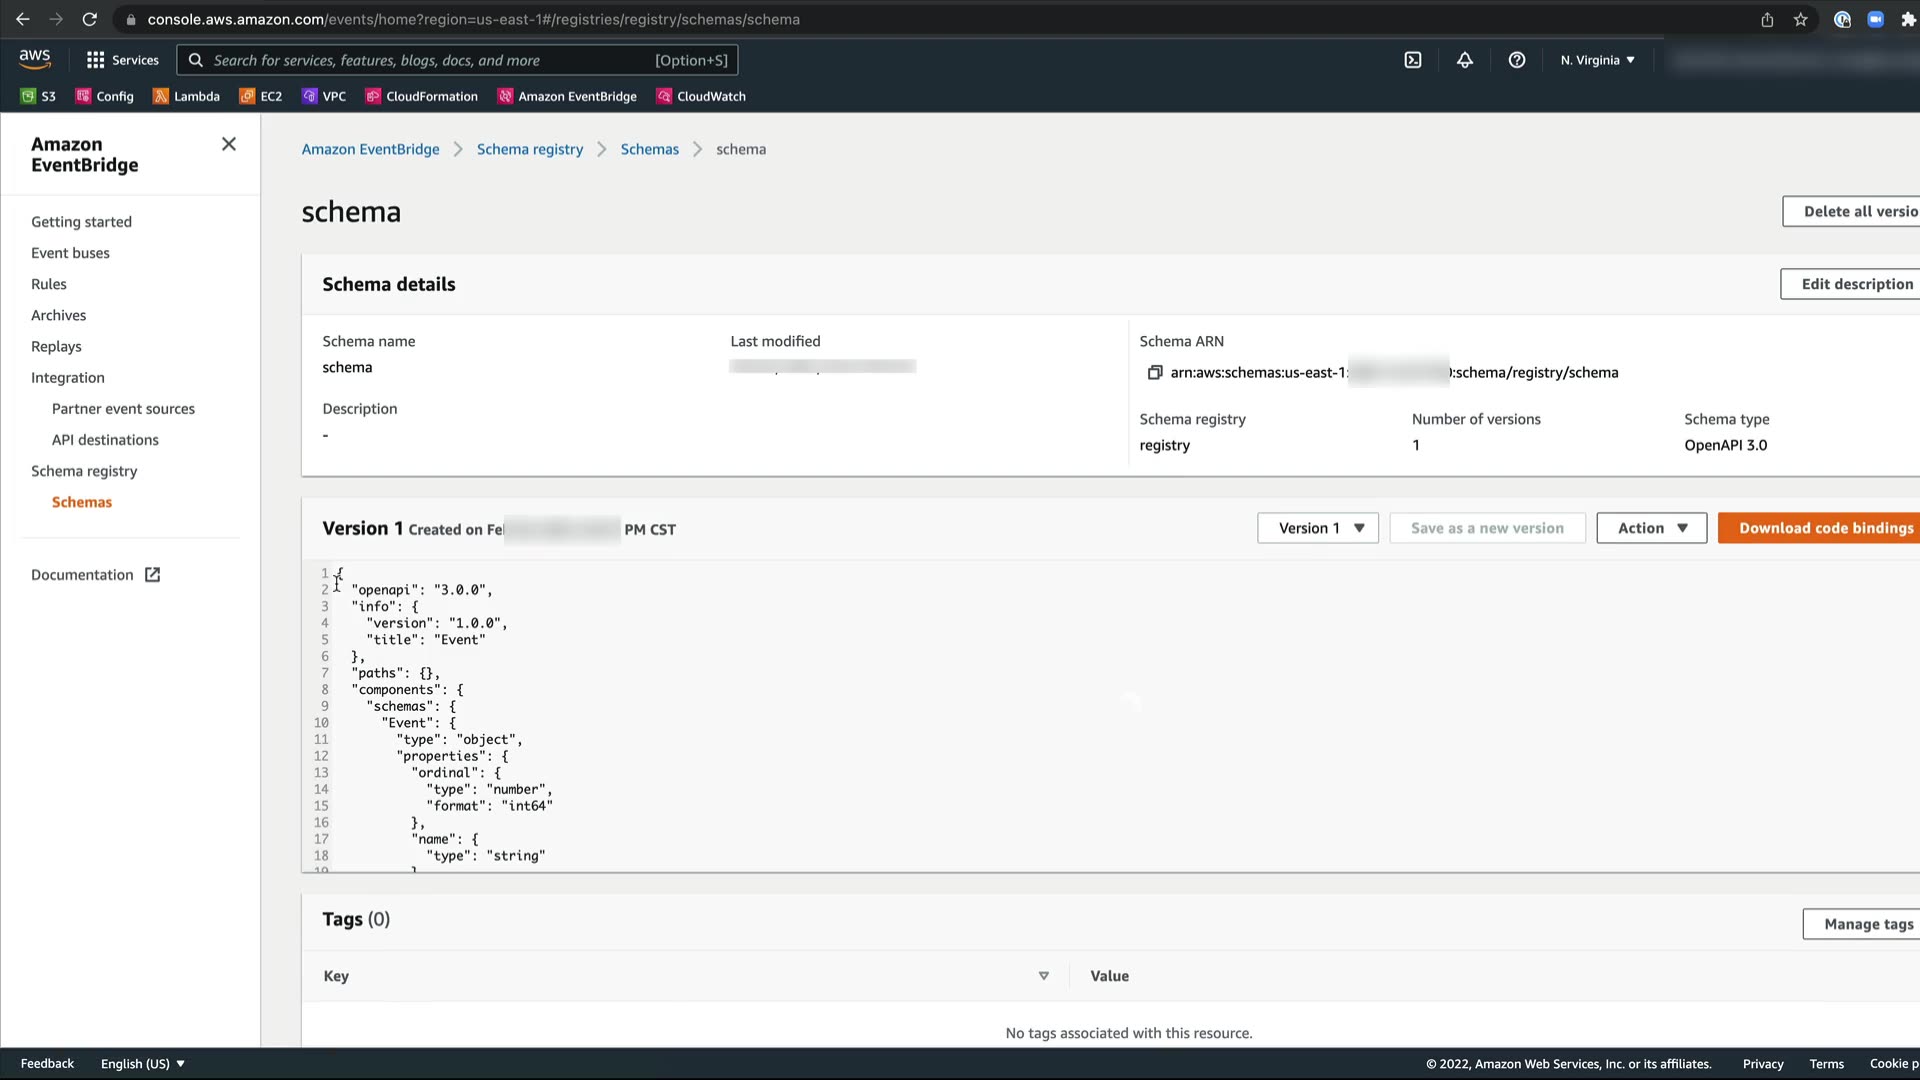 console.aws.amazon.com/events/home?region=us-east-1#/registries/registry/schemas/schema
aws
Services
Search for services, features, blogs, docs, and more [Option+S]
N. Virginia ▼
S3 Config Lambda EC2 VPC CloudFormation Amazon EventBridge CloudWatch
Amazon
EventBridge
Getting started
Event buses
Rules
Archives
Replays
Integration
Partner event sources
API destinations
Schema registry
Schemas
Documentation
Amazon EventBridge > Schema registry > Schemas > schema
schema
Delete all versio
Schema details
Edit description
Schema name
schema
Last modified
Description
-
Schema ARN
arn:aws:schemas:us-east-1: :schema/registry/schema
Schema registry
registry
Number of versions
1
Schema type
OpenAPI 3.0
Version 1 Created on Fe PM CST
Version 1 ▼
Save as a new version
Action ▼
Download code bindings
1 {
2 "openapi": "3.0.0",
3 "info": {
4 "version": "1.0.0",
5 "title": "Event"
6 },
7 "paths": {},
8 "components": {
9 "schemas": {
10 "Event": {
11 "type": "object",
12 "properties": {
13 "ordinal": {
14 "type": "number",
15 "format": "int64"
16 },
17 "name": {
18 "type": "string"
19 }
Tags (0)
Manage tags
Key
Value
No tags associated with this resource.
Feedback
English (US) ▼
© 2022, Amazon Web Services, Inc. or its affiliates.
Privacy
Terms
Cookie p